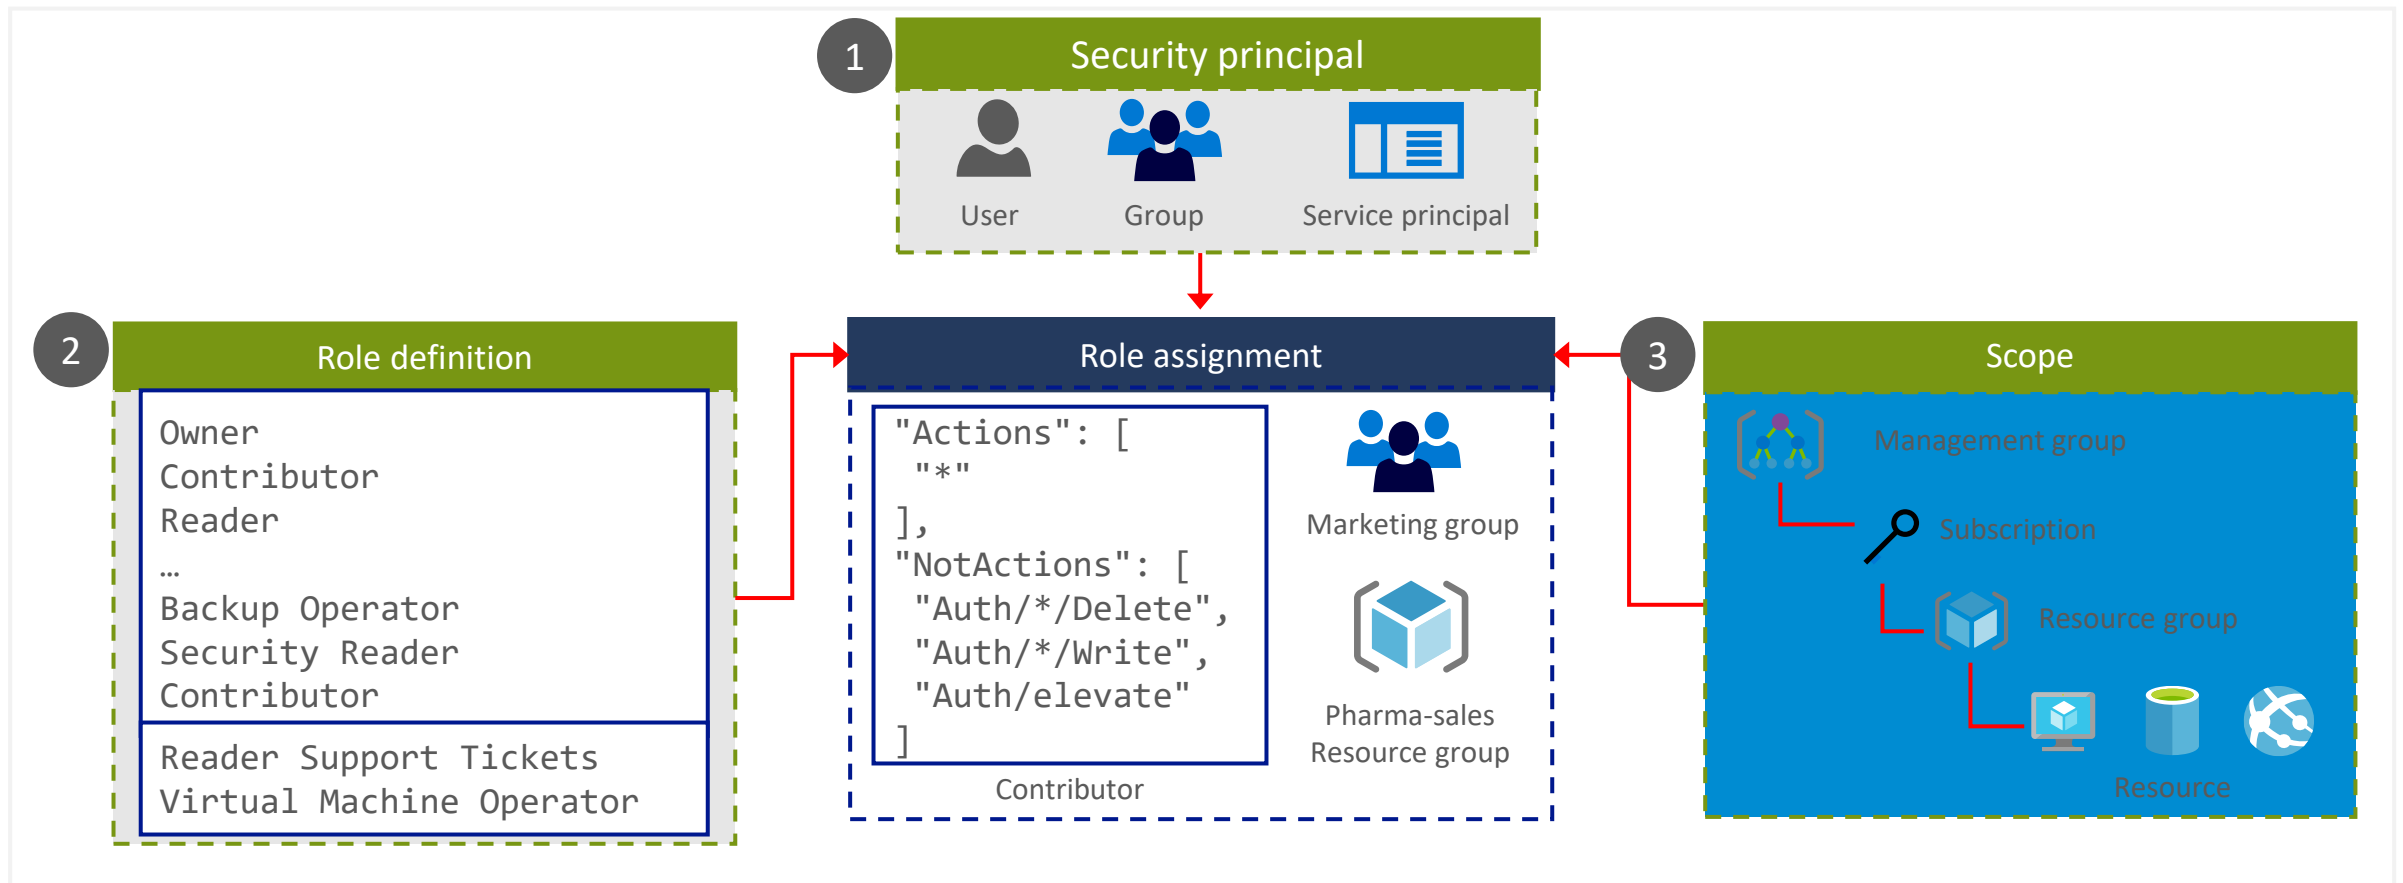 1
Security principal
User
Group
Service principal
2
Role definition
Owner
Contributor
Reader
…
Backup Operator
Security Reader
Contributor
Reader Support Tickets
Virtual Machine Operator
Role assignment
"Actions": [
"*"
],
"NotActions": [
"Auth/*/Delete",
"Auth/*/Write",
"Auth/elevate"
]
Contributor
Marketing group
Pharma-sales
Resource group
3
Scope
Management group
Subscription
Resource group
Resource